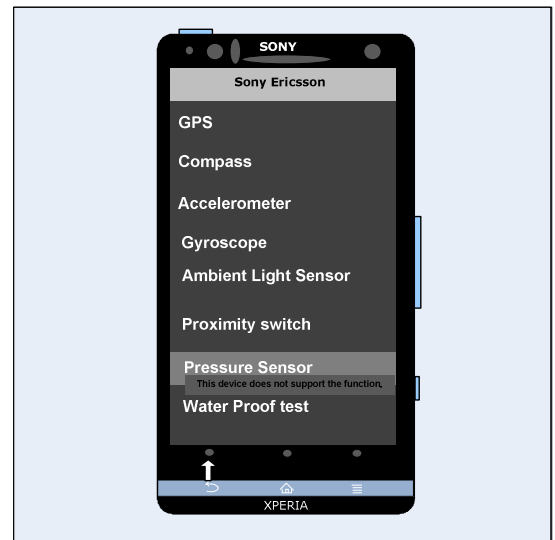 SONY
Sony Ericsson
GPS
Compass
Accelerometer
Gyroscope
Ambient Light Sensor
Proximity switch
Pressure Sensor
This device does not support the function.
Water Proof test
XPERIA